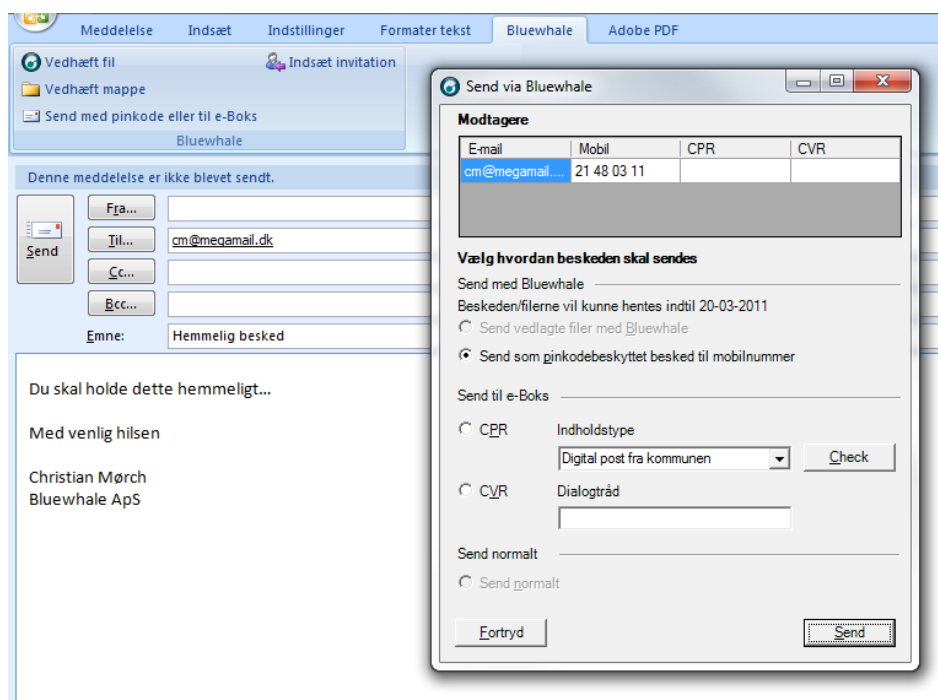 Meddelelse Indsæt Indstillinger Formater tekst Bluewhale Adobe PDF
Vedhæft fil Indsæt invitation
Vedhæft mappe
Send med pinkode eller til e-Boks
Bluewhale
Denne meddelelse er ikke blevet sendt.
Send
Fra...
Til... cm@megamail.dk
Cc...
Bcc...
Emne: Hemmelig besked
Du skal holde dette hemmeligt...
Med venlig hilsen
Christian Mørch
Bluewhale ApS
Send via Bluewhale
Modtagere
E-mail Mobil CPR CVR
cm@megamail.... 21 48 03 11
Vælg hvordan beskeden skal sendes
Send med Bluewhale
Beskeden/filerne vil kunne hentes indtil 20-03-2011
Send vedlagte filer med Bluewhale
Send som pinkodebeskyttet besked til mobilnummer
Send til e-Boks
CPR Indholdstype
Digital post fra kommunen Check
CVR Dialogtråd
Send normalt
Send normalt
Fortryd Send